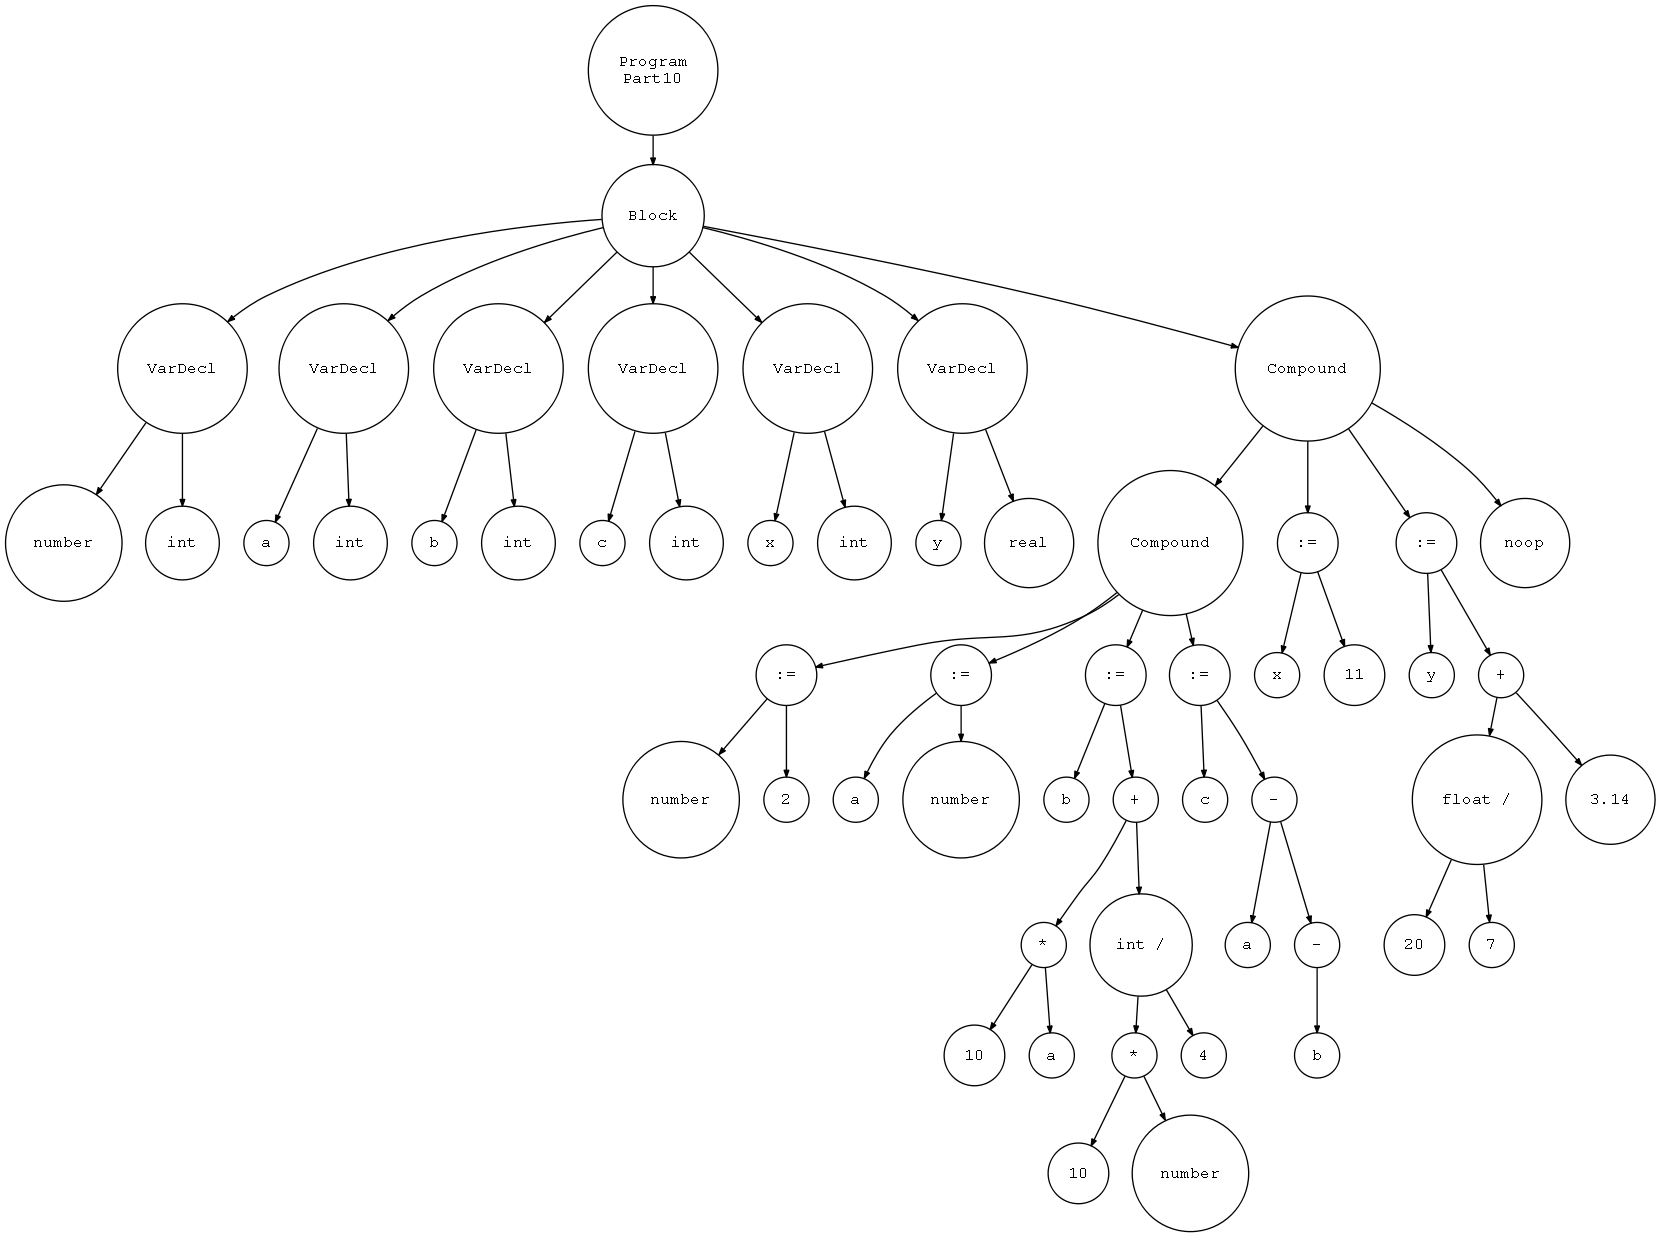 Program
Part10
Block
VarDecl
VarDecl
VarDecl
VarDecl
VarDecl
VarDecl
Compound
number
int
a
int
b
int
c
int
x
int
y
real
Compound
:=
:=
noop
:=
:=
:=
:=
x
11
y
+
number
2
a
number
b
+
c
-
float /
3.14
*
int /
a
-
20
7
10
a
*
4
b
10
number